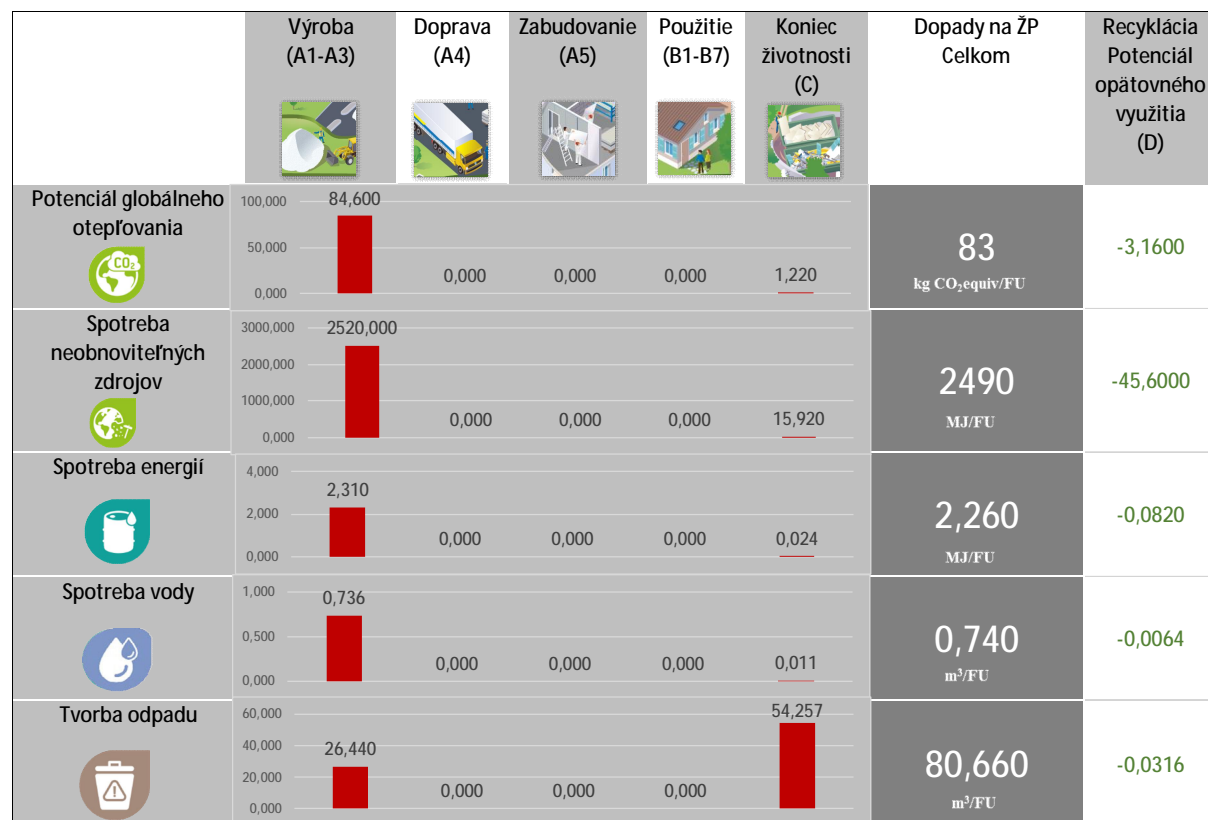 Výroba
(A1-A3)
Doprava
(A4)
Zabudovanie
(A5)
Použitie
(B1-B7)
Koniec
životnosti
(C)
Dopady na ŽP
Celkom
Recyklácia
Potenciál
opätovného
využitia
(D)
Potenciál globálneho
otepľovania
CO2
100,000
50,000
0,000
84,600
0,000
0,000
0,000
1,220
83
kg CO₂equiv/FU
-3,1600
Spotreba
neobnoviteľných
zdrojov
3000,000
2000,000
1000,000
0,000
2520,000
0,000
0,000
0,000
15,920
2490
MJ/FU
-45,6000
Spotreba energií
4,000
2,000
0,000
2,310
0,000
0,000
0,000
0,024
2,260
MJ/FU
-0,0820
Spotreba vody
1,000
0,500
0,000
0,736
0,000
0,000
0,000
0,011
0,740
m³/FU
-0,0064
Tvorba odpadu
60,000
40,000
20,000
0,000
26,440
0,000
0,000
0,000
54,257
80,660
m³/FU
-0,0316